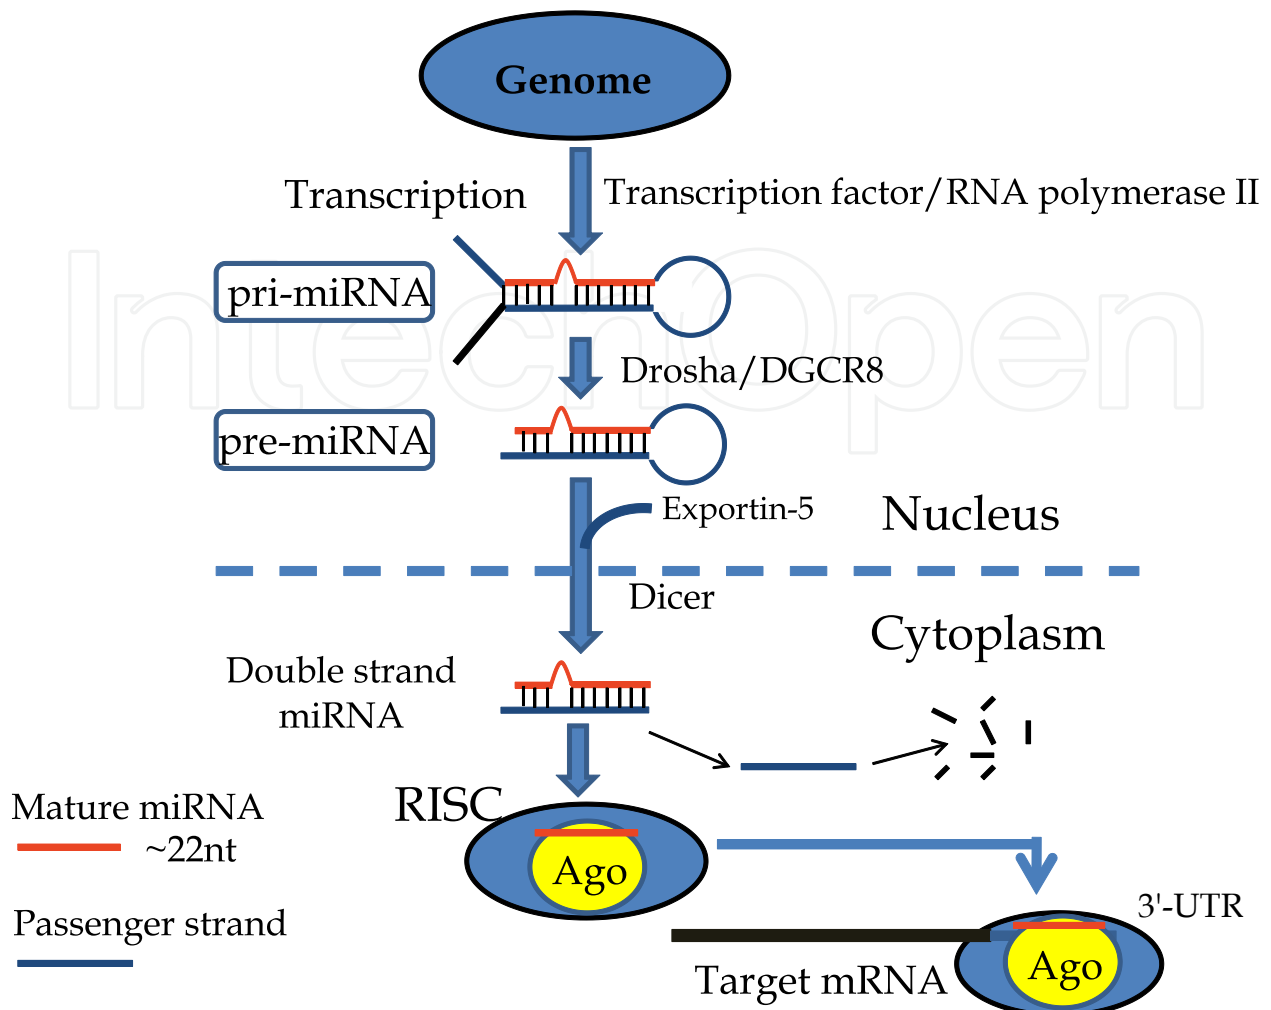 Genome
Transcription
Transcription factor/RNA polymerase II
IntechOpen
pri-miRNA
Drosha/DGCR8
pre-miRNA
Exportin-5
Nucleus
Dicer
Cytoplasm
Double strand
miRNA
RISC
Mature miRNA
~22nt
Ago
Passenger strand
3'-UTR
Target mRNA
Ago